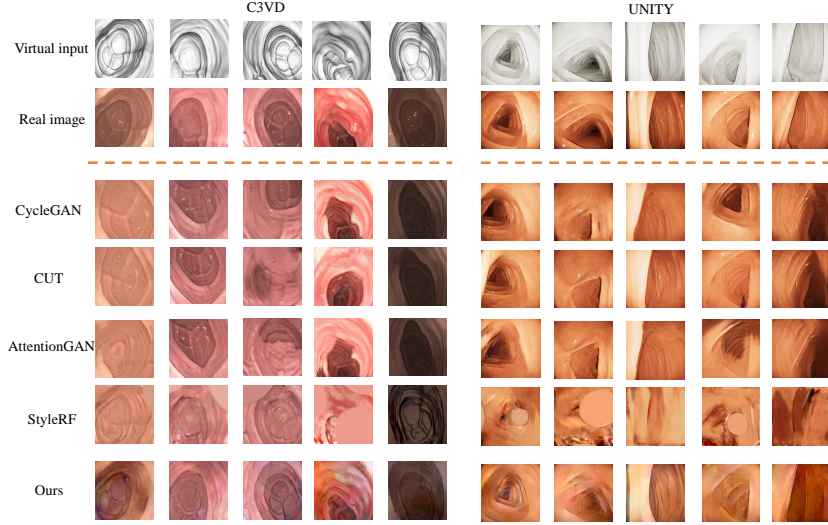 C3VD
UNITY
Virtual input
Real image
CycleGAN
CUT
AttentionGAN
StyleRF
Ours